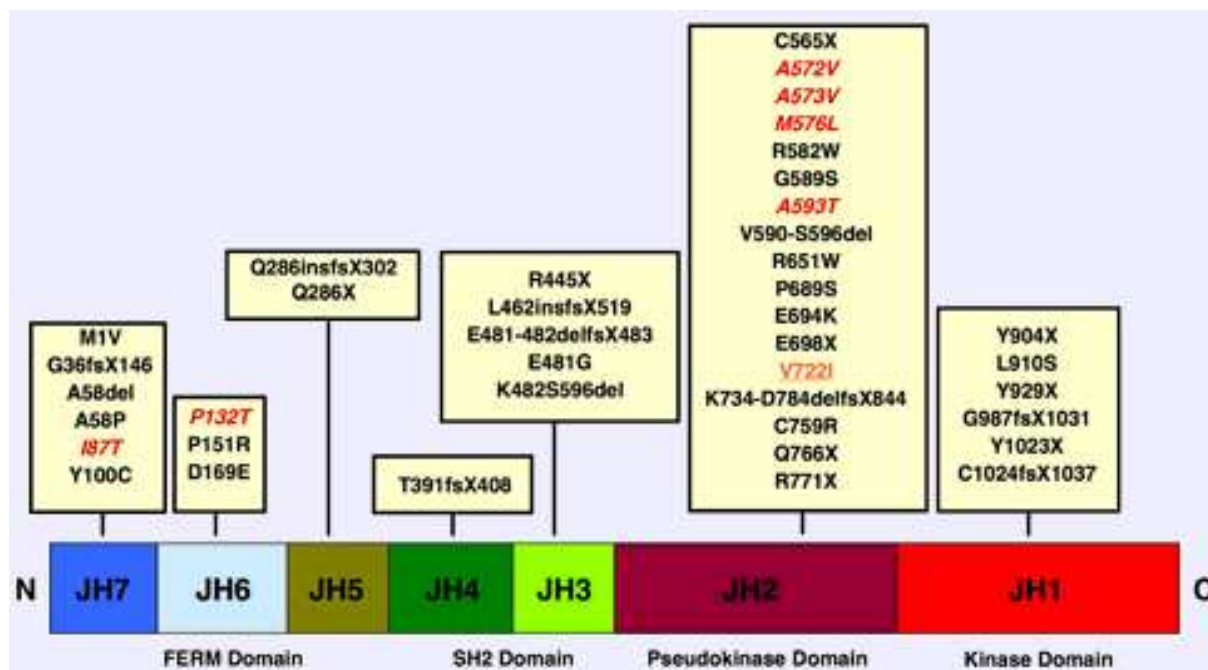 C565X
A572V
A573V
M576L
R582W
G589S
A593T
V590-S596del
R651W
P689S
E694K
E698X
V722I
K734-D784delfsX844
C759R
Q766X
R771X
Q286insfsX302
Q286X
R445X
L462insfsX519
E481-482delfsX483
E481G
K482S596del
M1V
G36fsX146
A58del
A58P
I87T
Y100C
P132T
P151R
D169E
T391fsX408
Y904X
L910S
Y929X
G987fsX1031
Y1023X
C1024fsX1037
N JH7 JH6 JH5 JH4 JH3 JH2 JH1 C
FERM Domain SH2 Domain Pseudokinase Domain Kinase Domain